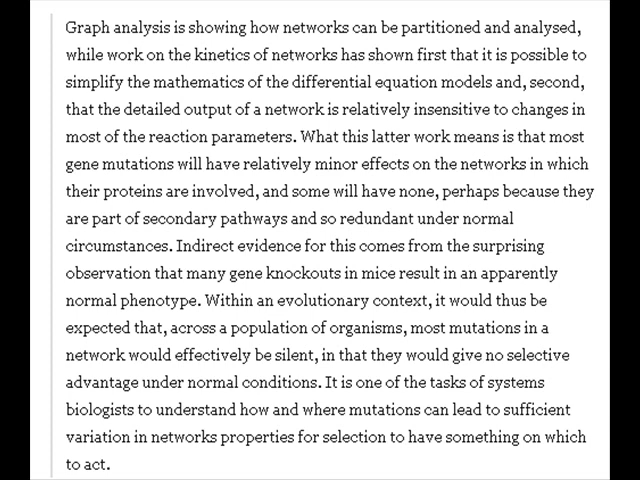 Graph analysis is showing how networks can be partitioned and analysed,
while work on the kinetics of networks has shown first that it is possible to
simplify the mathematics of the differential equation models and, second,
that the detailed output of a network is relatively insensitive to changes in
most of the reaction parameters. What this latter work means is that most
gene mutations will have relatively minor effects on the networks in which
their proteins are involved, and some will have none, perhaps because they
are part of secondary pathways and so redundant under normal
circumstances. Indirect evidence for this comes from the surprising
observation that many gene knockouts in mice result in an apparently
normal phenotype. Within an evolutionary context, it would thus be
expected that, across a population of organisms, most mutations in a
network would effectively be silent, in that they would give no selective
advantage under normal conditions. It is one of the tasks of systems
biologists to understand how and where mutations can lead to sufficient
variation in networks properties for selection to have something on which
to act.